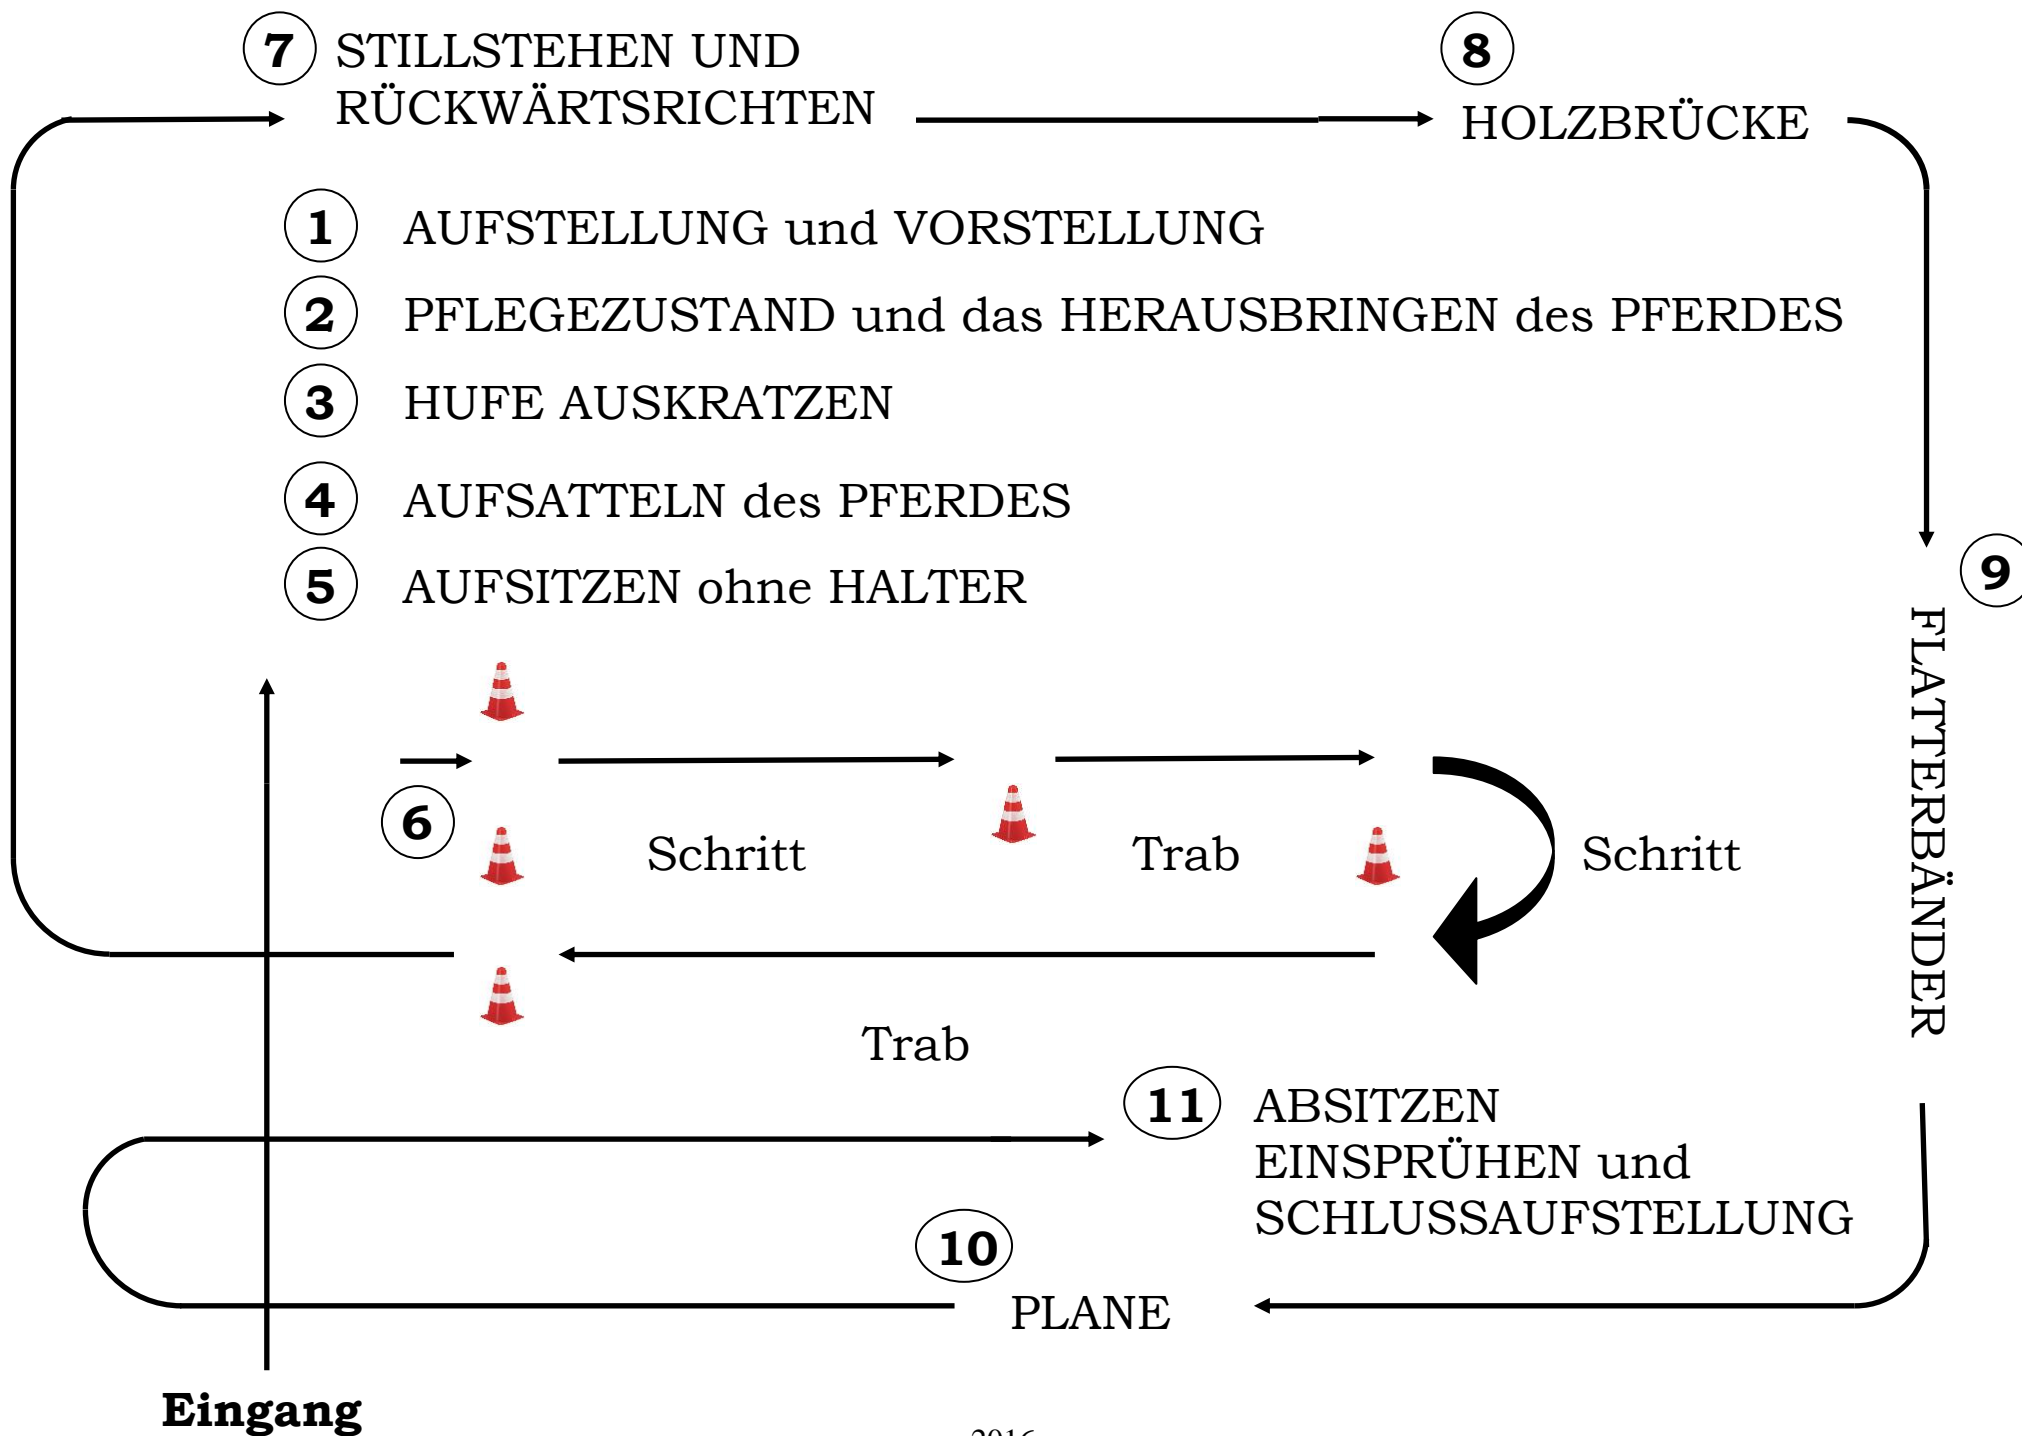 7 STILLSTEHEN UND
RÜCKWÄRTSRICHTEN
8
HOLZBRÜCKE
1 AUFSTELLUNG und VORSTELLUNG
2 PFLEGEZUSTAND und das HERAUSBRINGEN des PFERDES
3 HUFE AUSKRATZEN
4 AUFSATTELN des PFERDES
5 AUFSITZEN ohne HALTER
9
FLATTERBÄNDER
6
Schritt
Trab
Schritt
Trab
11 ABSITZEN
EINSPRÜHEN und
SCHLUSSAUFSTELLUNG
10
PLANE
Eingang
2016